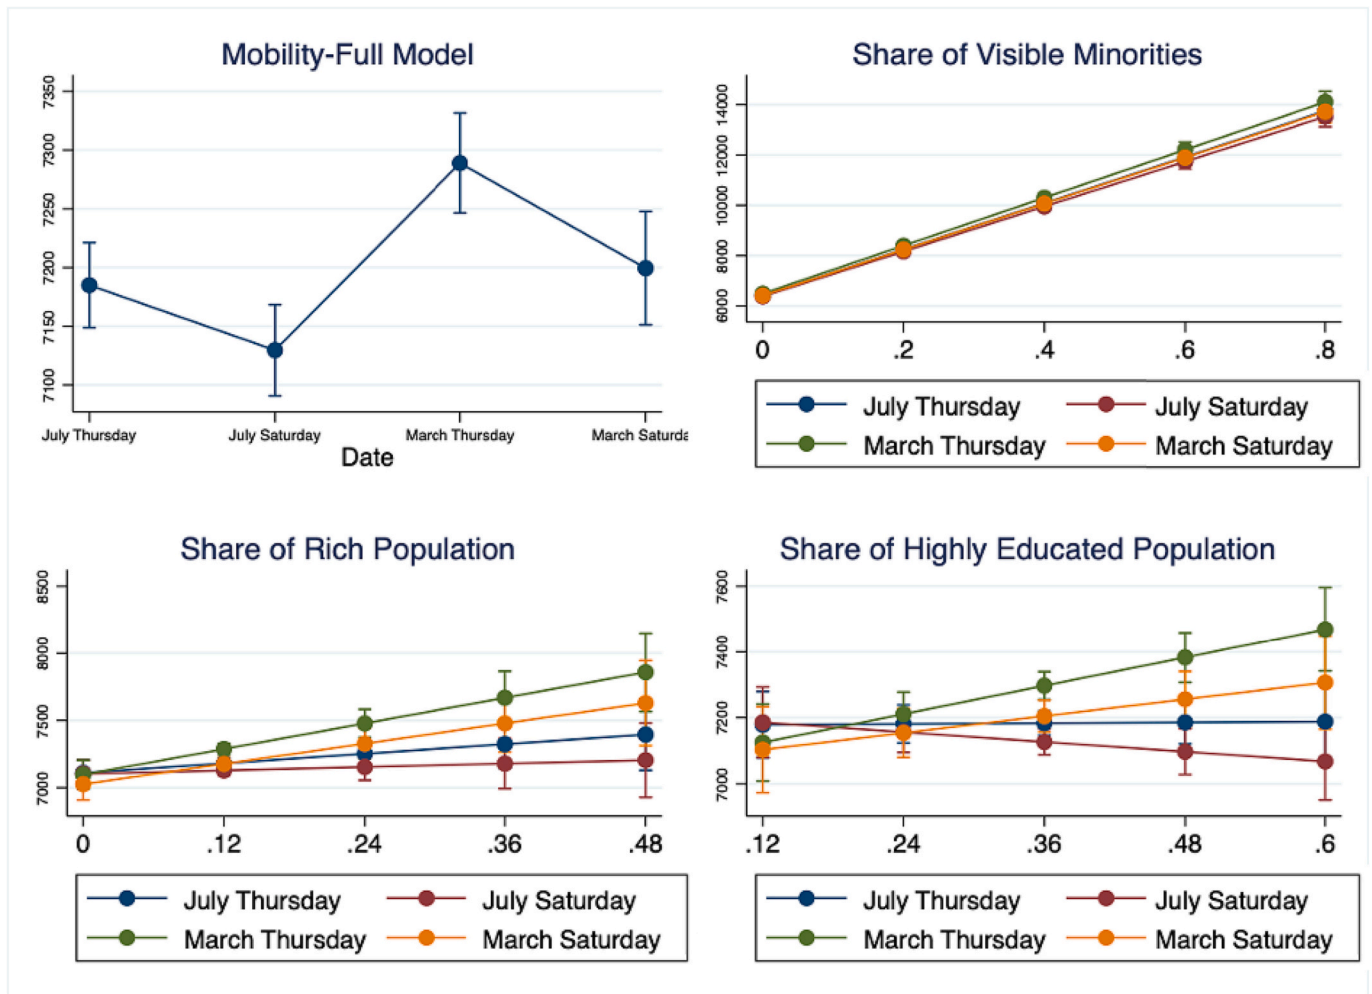 Mobility-Full Model
7350
7300
7250
7200
7150
7100
July Thursday July Saturday March Thursday March Saturda
Date
Share of Visible Minorities
14000
12000
10000
8000
6000
0 .2 .4 .6 .8
July Thursday July Saturday
March Thursday March Saturday
Share of Rich Population
8500
8000
7500
7000
0 .12 .24 .36 .48
July Thursday July Saturday
March Thursday March Saturday
Share of Highly Educated Population
7600
7400
7200
7000
.12 .24 .36 .48 .6
July Thursday July Saturday
March Thursday March Saturday